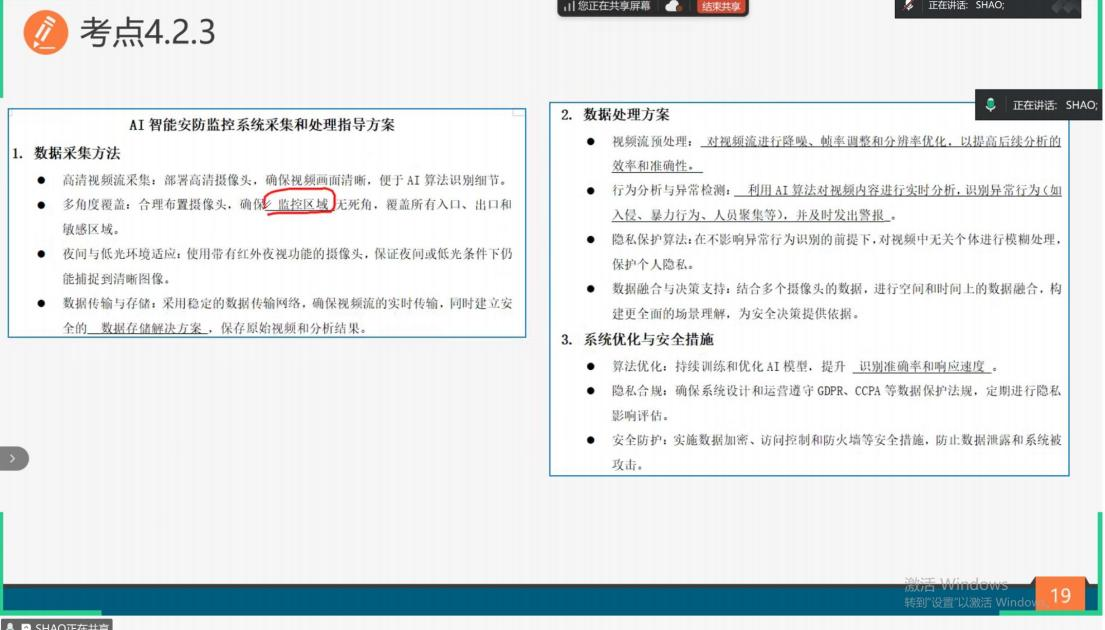 您正在共享屏幕
结束共享
正在讲话: SHAO;
考点4.2.3
正在讲话: SHAO;
AI 智能安防监控系统采集和处理指导方案
1. 数据采集方法
● 高清视频流采集：部署高清摄像头，确保视频画面清晰，便于 AI 算法识别细节。
● 多角度覆盖：合理布置摄像头，确保 监控区域 无死角，覆盖所有入口、出口和
敏感区域。
● 夜间与低光环境适应：使用带有红外夜视功能的摄像头，保证夜间或低光条件下仍
能捕捉到清晰图像。
● 数据传输与存储：采用稳定的数据传输网络，确保视频流的实时传输，同时建立安
全的 数据存储解决方案 ，保存原始视频和分析结果。
2. 数据处理方案
● 视频流预处理： 对视频流进行降噪、帧率调整和分辨率优化，以提高后续分析的
效率和准确性。
● 行为分析与异常检测： 利用 AI 算法对视频内容进行实时分析，识别异常行为（如
入侵、暴力行为、人员聚集等），并及时发出警报 。
● 隐私保护算法：在不影响异常行为识别的前提下，对视频中无关个体进行模糊处理，
保护个人隐私。
● 数据融合与决策支持：结合多个摄像头的数据，进行空间和时间上的数据融合，构
建更全面的场景理解，为安全决策提供依据。
3. 系统优化与安全措施
● 算法优化：持续训练和优化 AI 模型，提升 识别准确率和响应速度 。
● 隐私合规：确保系统设计和运营遵守 GDPR、CCPA 等数据保护法规，定期进行隐私
影响评估。
● 安全防护：实施数据加密、访问控制和防火墙等安全措施，防止数据泄露和系统被
攻击。
激活 Windows
转到"设置"以激活 Window
19
SHAO正在共享